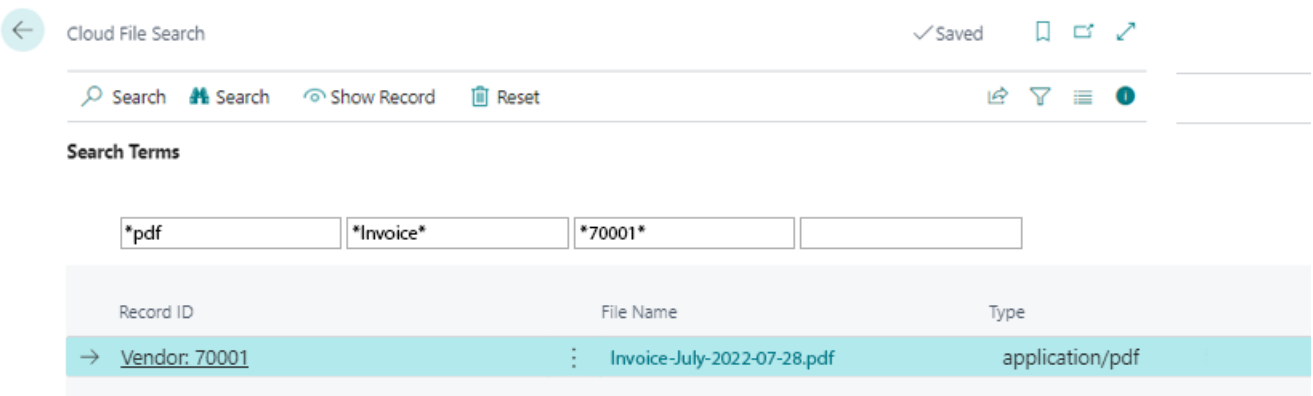 Cloud File Search Saved
Search Search Show Record Reset
Search Terms
*pdf *Invoice* *70001*
Record ID File Name Type
Vendor: 70001 Invoice-July-2022-07-28.pdf application/pdf